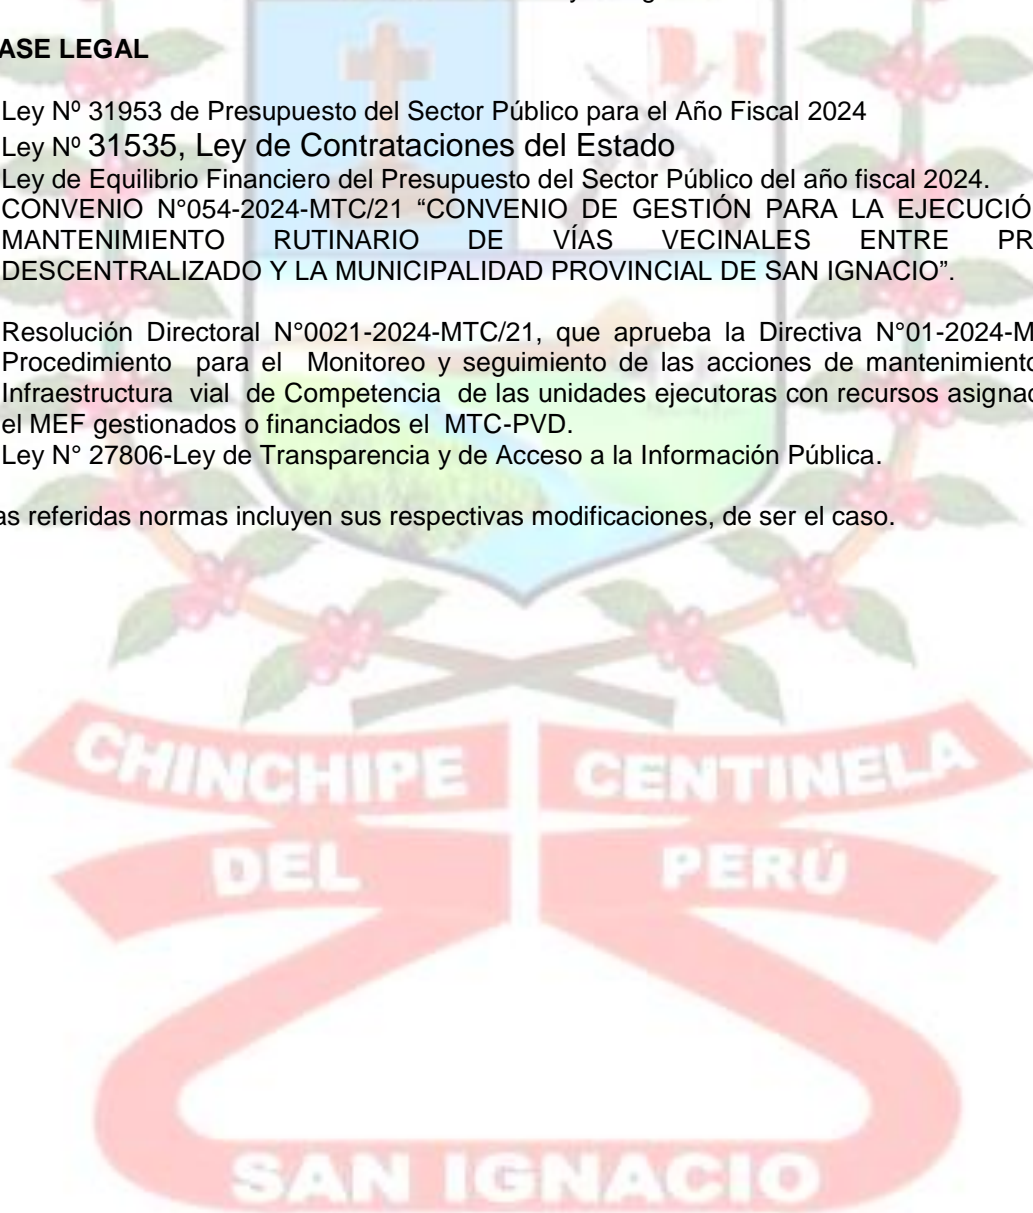 ASE LEGAL
Ley Nº 31953 de Presupuesto del Sector Público para el Año Fiscal 2024
Ley Nº 31535, Ley de Contrataciones del Estado
Ley de Equilibrio Financiero del Presupuesto del Sector Público del año fiscal 2024.
CONVENIO N°054-2024-MTC/21 “CONVENIO DE GESTIÓN PARA LA EJECUCIÓ
MANTENIMIENTO RUTINARIO DE VÍAS VECINALES ENTRE PR
DESCENTRALIZADO Y LA MUNICIPALIDAD PROVINCIAL DE SAN IGNACIO”.
Resolución Directoral N°0021-2024-MTC/21, que aprueba la Directiva N°01-2024-M
Procedimiento para el Monitoreo y seguimiento de las acciones de mantenimiento
Infraestructura vial de Competencia de las unidades ejecutoras con recursos asignad
el MEF gestionados o financiados el MTC-PVD.
Ley N° 27806-Ley de Transparencia y de Acceso a la Información Pública.
as referidas normas incluyen sus respectivas modificaciones, de ser el caso.
CHINCHIPE CENTINELA
DEL PERÚ
SAN IGNACIO